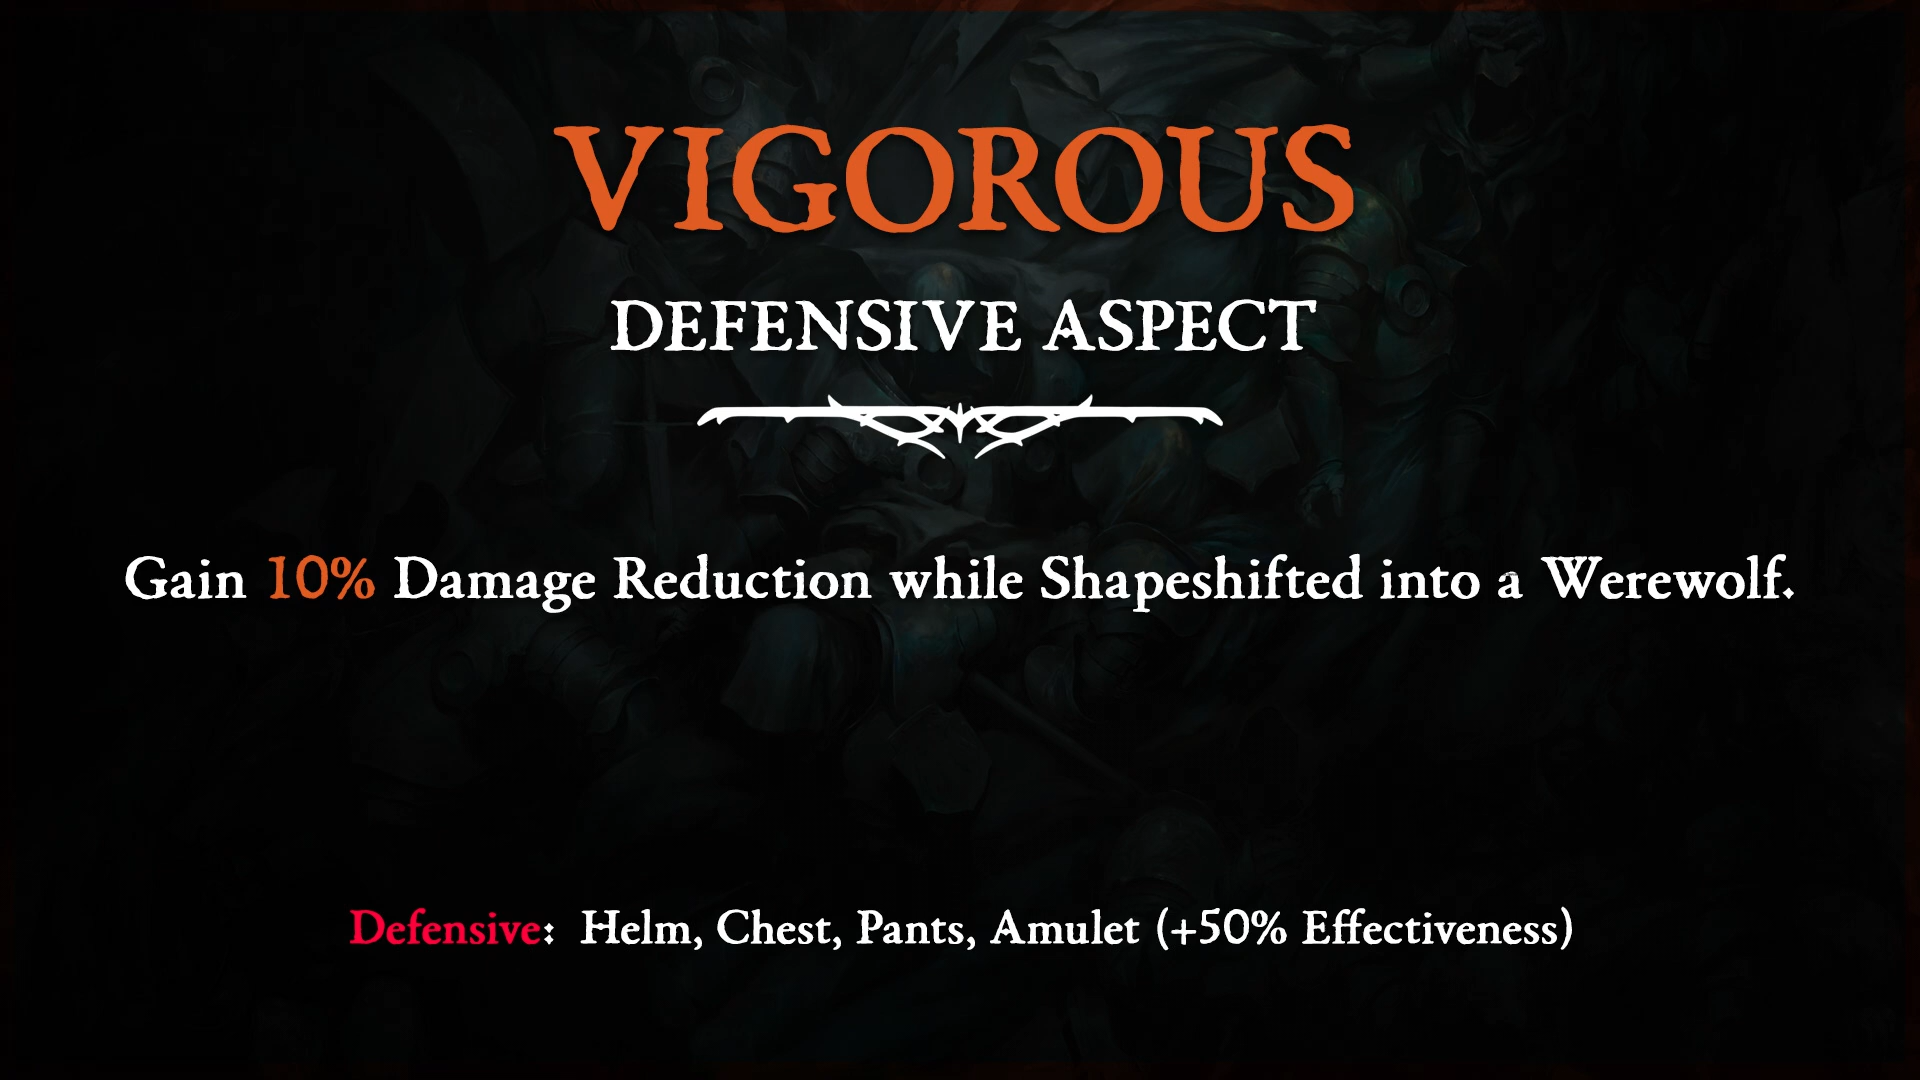 VIGOROUS
DEFENSIVE ASPECT
Gain 10% Damage Reduction while Shapeshifted into a Werewolf.
Defensive: Helm, Chest, Pants, Amulet (+50% Effectiveness)